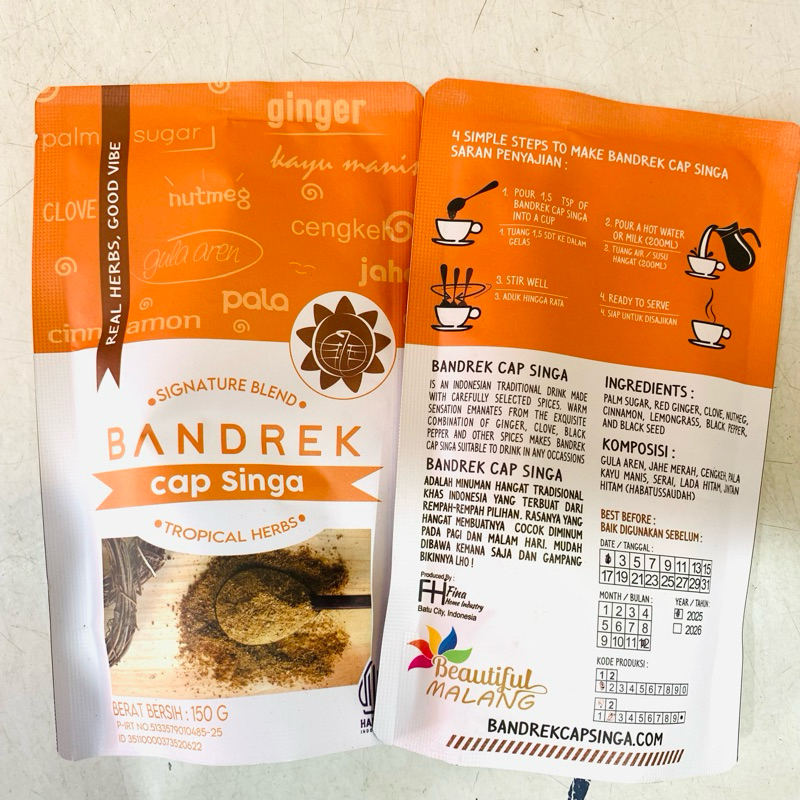 REAL HERBS, GOOD VIBE
ginger
palm sugar
kayu manis
nutmeg
CLOVE
cengkeh
gula aren
jahe
pala
cinnamon
SIGNATURE BLEND
BANDREK
cap Singa
TROPICAL HERBS
BERAT BERSIH : 150 G
P-IRT NO.5133579010485-25
ID 35110000373520622
4 SIMPLE STEPS TO MAKE BANDREK CAP SINGA
SARAN PENYAJIAN :
1. POUR 1,5 TSP OF
BANDREK CAP SINGA
INTO A CUP
1. TUANG 1,5 SDT KE DALAM
GELAS
2. POUR A HOT WATER
OR MILK (200ML)
2. TUANG AIR / SUSU
HANGAT (200ML)
3. STIR WELL
3. ADUK HINGGA RATA
4. READY TO SERVE
4. SIAP UNTUK DISAJIKAN
BANDREK CAP SINGA
IS AN INDONESIAN TRADITIONAL DRINK MADE
WITH CAREFULLY SELECTED SPICES. WARM
SENSATION EMANATES FROM THE EXQUISITE
COMBINATION OF GINGER, CLOVE, BLACK
PEPPER AND OTHER SPICES MAKES BANDREK
CAP SINGA SUITABLE TO DRINK IN ANY OCCASSIONS
BANDREK CAP SINGA
ADALAH MINUMAN HANGAT TRADISIONAL
KHAS INDONESIA YANG TERBUAT DARI
REMPAH-REMPAH PILIHAN, RASANYA YANG
HANGAT MEMBUATNYA COCOK DIMINUM
PADA PAGI DAN MALAM HARI. MUDAH
DIBAWA KEMANA SAJA DAN GAMPANG
BIKINNYA LHO !
Produced By :
FH Fina
Home Industry
Batu City, Indonesia
Beautiful
MALANG
INGREDIENTS :
PALM SUGAR, RED GINGER, CLOVE, NUTMEG,
CINNAMON, LEMONGRASS, BLACK PEPPER,
AND BLACK SEED
KOMPOSISI :
GULA AREN, JAHE MERAH, CENGKEH, PALA
KAYU MANIS, SERAI, LADA HITAM, JINTAN
HITAM (HABATUSSAUDAH)
BEST BEFORE :
BAIK DIGUNAKAN SEBELUM :
DATE / TANGGAL :
3 5 7 9 11 13 15
17 19 21 23 25 27 29 31
MONTH / BULAN :
1 2 3 4
5 6 7 8
9 10 11 12
YEAR / TAHUN :
2025
2026
KODE PRODUKSI :
1 2
2 3 4 5 6 7 8 9 0
2
1 3 4 5 6 7 8 9
BANDREKCAPSINGA.COM